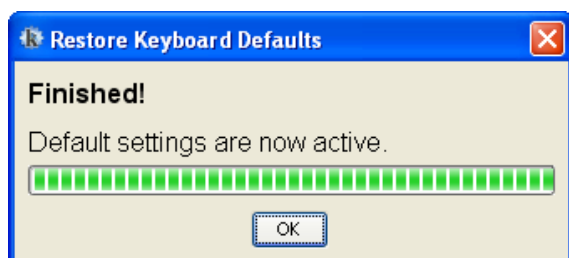 Restore Keyboard Defaults
Finished!
Default settings are now active.
OK